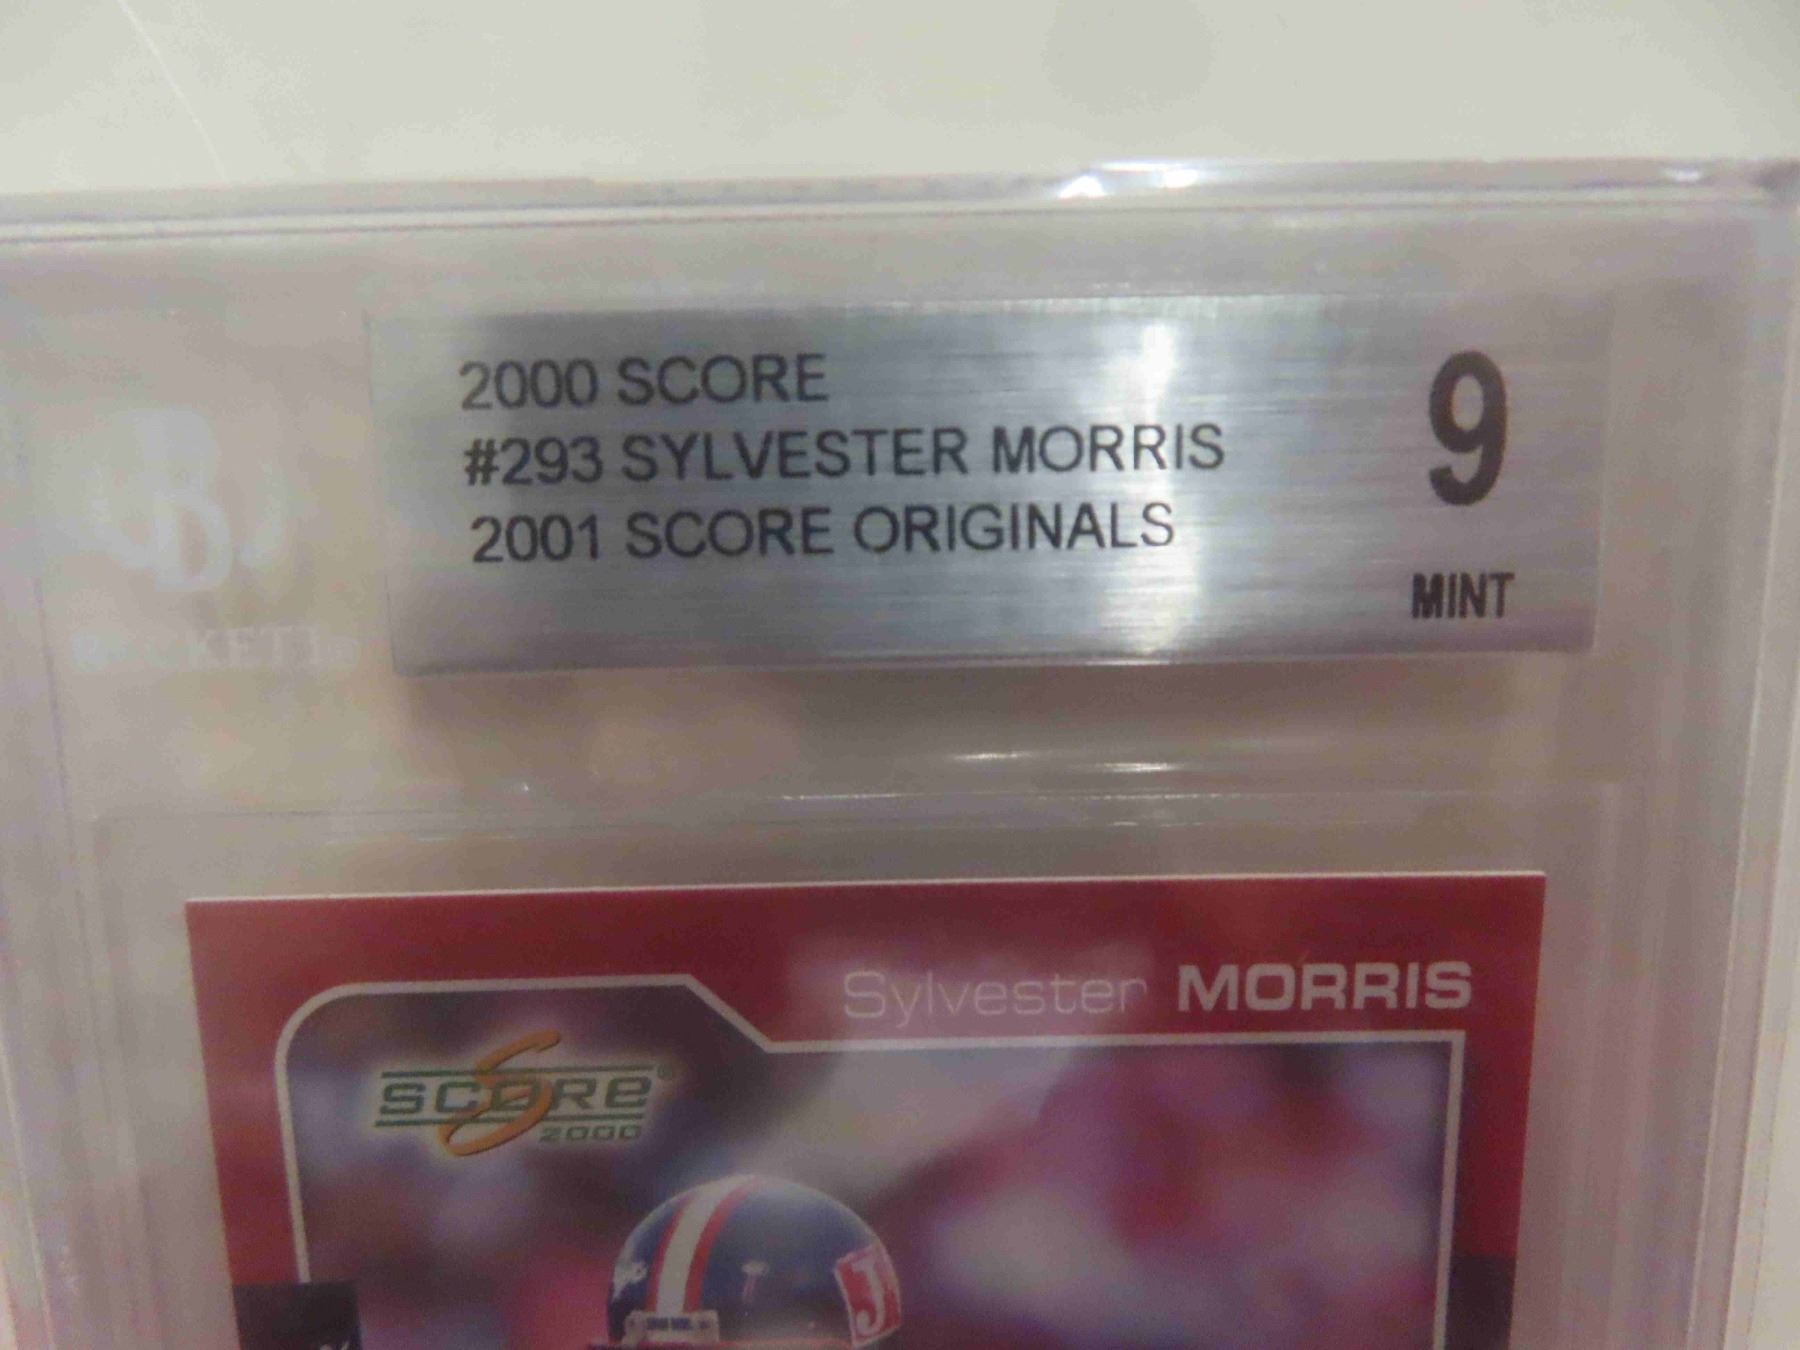 2000 SCORE
#293 SYLVESTER MORRIS
2001 SCORE ORIGINALS
9
MINT
Sylvester MORRIS
SCORE®
2000
J